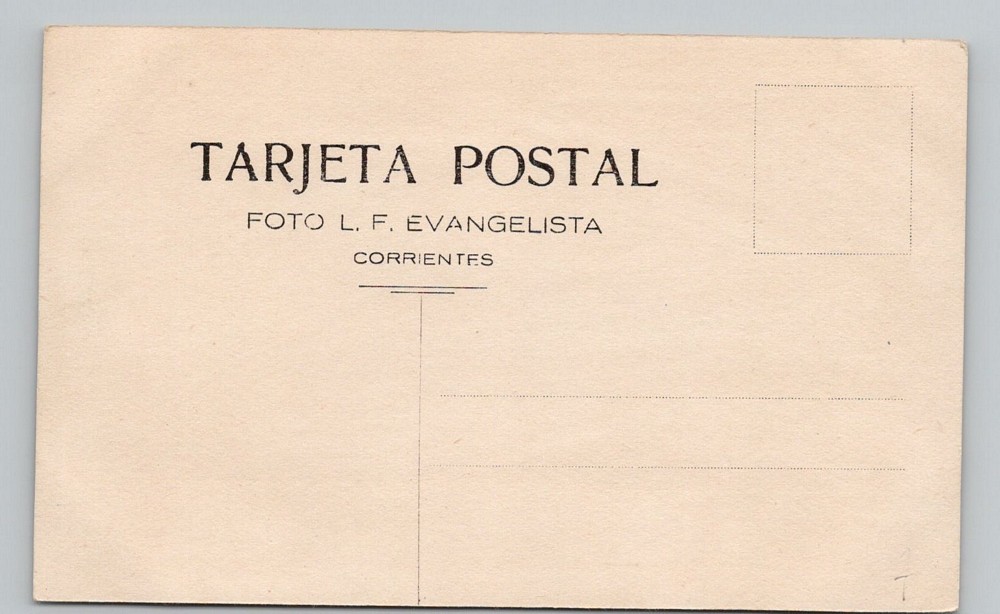 TARJETA POSTAL
FOTO L. F. EVANGELISTA
CORRIENTES